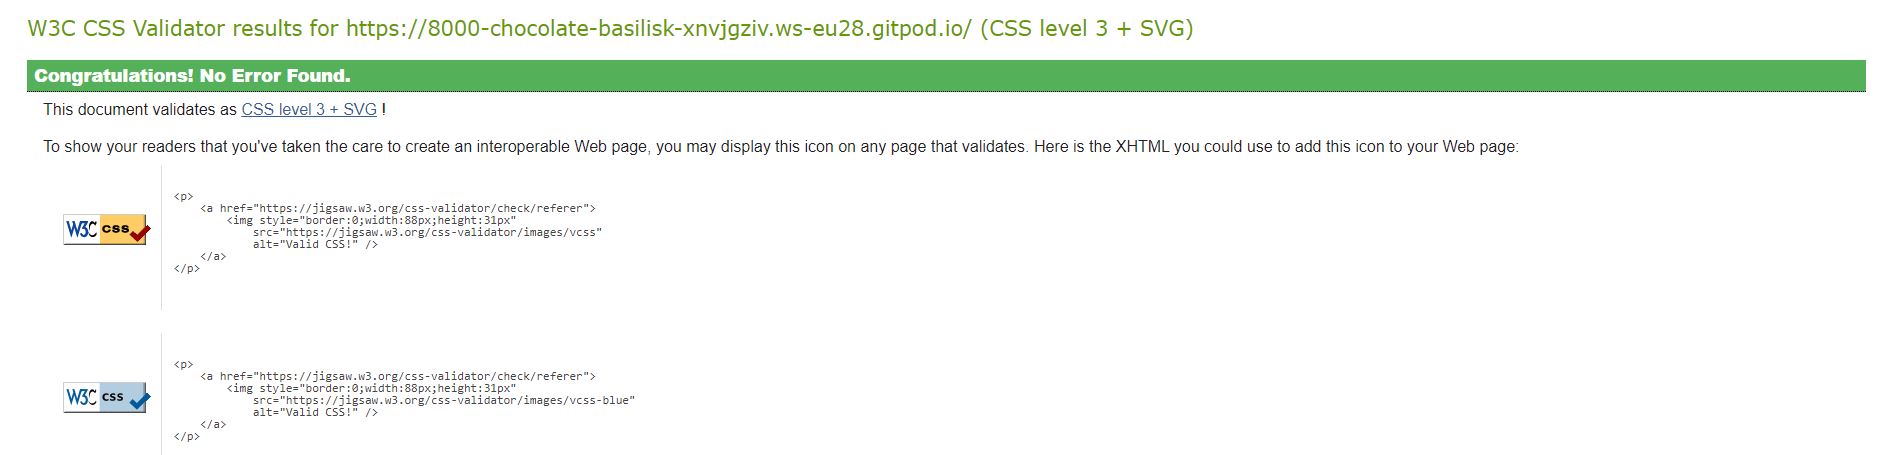 W3C CSS Validator results for https://8000-chocolate-basilisk-xnvjgziv.ws-eu28.gitpod.io/ (CSS level 3 + SVG)
Congratulations! No Error Found.
This document validates as CSS level 3 + SVG !
To show your readers that you've taken the care to create an interoperable Web page, you may display this icon on any page that validates. Here is the XHTML you could use to add this icon to your Web page:
W3C css
<p>
    <a href="https://jigsaw.w3.org/css-validator/check/referer">
        <img style="border:0;width:88px;height:31px"
            src="https://jigsaw.w3.org/css-validator/images/vcss"
            alt="Valid CSS!" />
    </a>
</p>
W3C css
<p>
    <a href="https://jigsaw.w3.org/css-validator/check/referer">
        <img style="border:0;width:88px;height:31px"
            src="https://jigsaw.w3.org/css-validator/images/vcss-blue"
            alt="Valid CSS!" />
    </a>
</p>